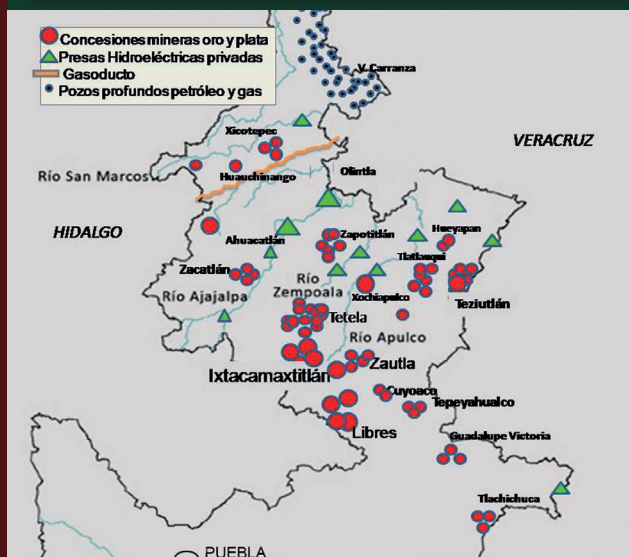 Concesiones mineras oro y plata
Presas Hidroeléctricas privadas
Gasoducto
Pozos profundos petróleo y gas
V. Carranza
VERACRUZ
Xicotepec
Río San Marcos
Huauchinango
Olintla
HIDALGO
Ahuacatlán
Zapotitlán
Hueyapan
Zacatlán
Tlatlauqui
Río Zempoala
Río Ajajalpa
Xochiapulco
Teziutlán
Tetela
Río Apulco
Ixtacamaxtitlán
Zautla
Cuyoaco
Tepeyahualco
Libres
Guadalupe Victoria
Tlachichuca
PUEBLA